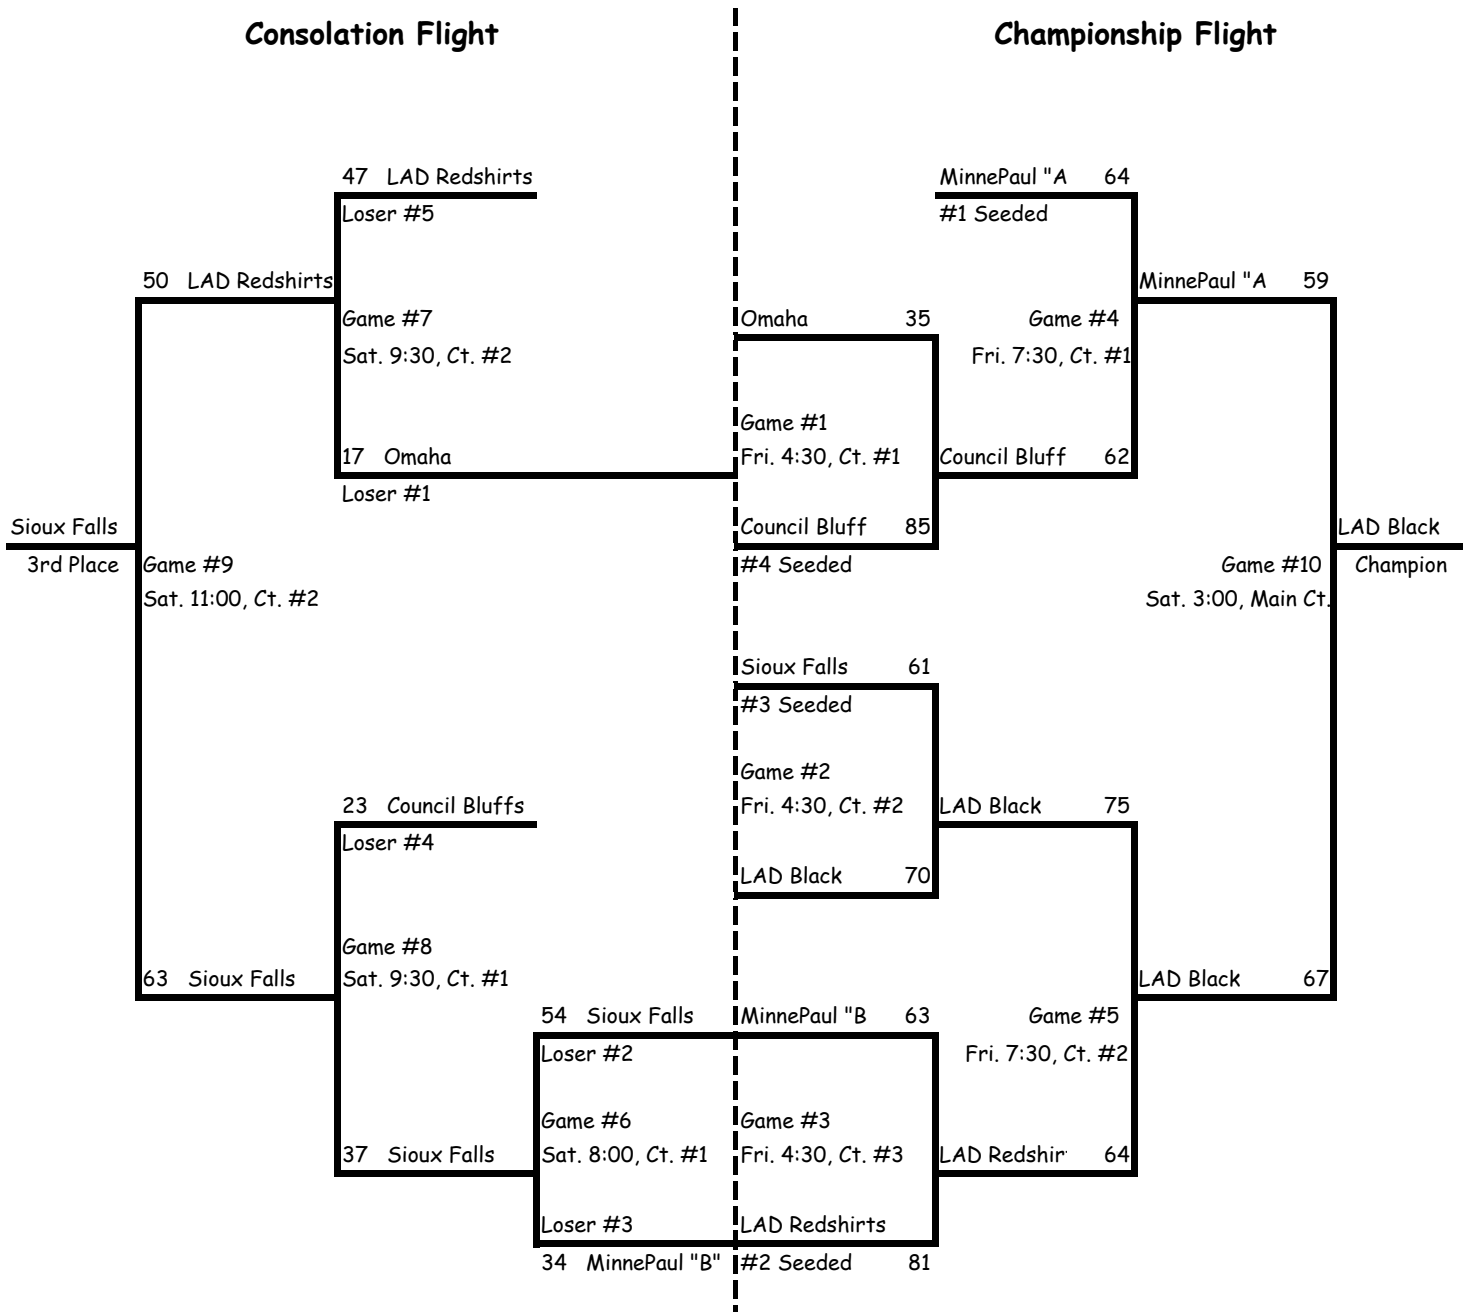 Consolation Flight
Championship Flight
47 LAD Redshirts
MinnePaul "A 64
Loser #5
#1 Seeded
50 LAD Redshirts
MinnePaul "A 59
Game #7
Omaha 35
Game #4
Sat. 9:30, Ct. #2
Fri. 7:30, Ct. #1
Game #1
17 Omaha
Fri. 4:30, Ct. #1
Council Bluff 62
Loser #1
Sioux Falls
Council Bluff 85
LAD Black
3rd Place
Game #9
#4 Seeded
Game #10
Champion
Sat. 11:00, Ct. #2
Sat. 3:00, Main Ct.
Sioux Falls 61
#3 Seeded
Game #2
23 Council Bluffs
Fri. 4:30, Ct. #2
LAD Black 75
Loser #4
LAD Black 70
Game #8
63 Sioux Falls
Sat. 9:30, Ct. #1
LAD Black 67
54 Sioux Falls
MinnePaul "B 63
Game #5
Loser #2
Fri. 7:30, Ct. #2
Game #6
Game #3
37 Sioux Falls
Sat. 8:00, Ct. #1
Fri. 4:30, Ct. #3
LAD Redshir 64
Loser #3
LAD Redshirts
34 MinnePaul "B"
#2 Seeded 81